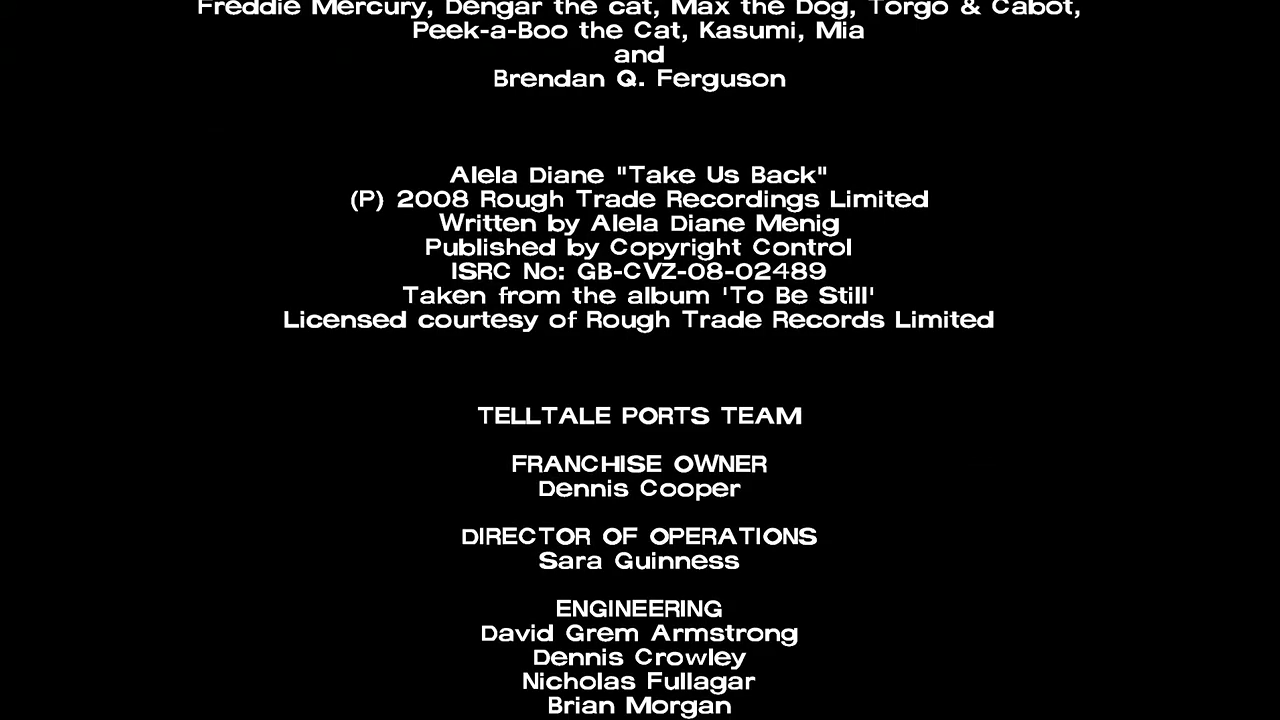 Freddie Mercury, Dengar the cat, Max the Dog, Torgo & Cabot,
Peek-a-Boo the Cat, Kasumi, Mia
and
Brendan Q. Ferguson
Alela Diane "Take Us Back"
(P) 2008 Rough Trade Recordings Limited
Written by Alela Diane Menig
Published by Copyright Control
ISRC No: GB-CVZ-08-02489
Taken from the album 'To Be Still'
Licensed courtesy of Rough Trade Records Limited
TELLTALE PORTS TEAM
FRANCHISE OWNER
Dennis Cooper
DIRECTOR OF OPERATIONS
Sara Guinness
ENGINEERING
David Grem Armstrong
Dennis Crowley
Nicholas Fullagar
Brian Morgan